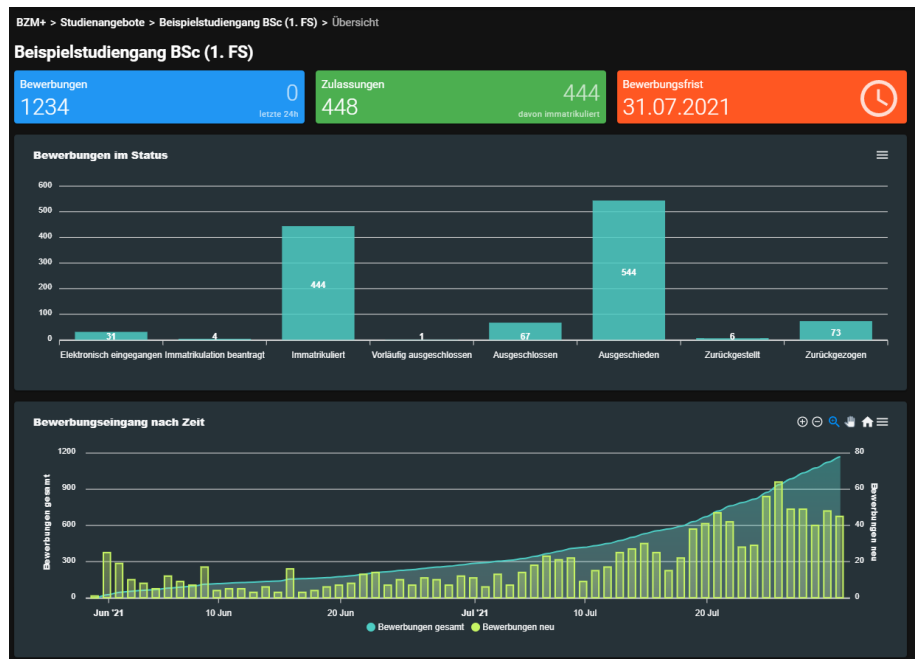 BZM+ > Studienangebote > Beispielstudiengang BSc (1. FS) > Übersicht
Beispielstudiengang BSc (1. FS)
Bewerbungen
1234
0
letzte 24h
Zulassungen
448
444
davon immatrikuliert
Bewerbungsfrist
31.07.2021
Bewerbungen im Status
600
500
400
300
200
100
0
31
4
444
1
67
544
6
73
Elektronisch eingegangen Immatrikulation beantragt Immatrikuliert Vorläufig ausgeschlossen Ausgeschlossen Ausgeschieden Zurückgestellt Zurückgezogen
Bewerbungseingang nach Zeit
Bewerbungen gesamt
1200
900
600
300
0
80
60
40
20
0
Bewerbungen neu
Jun '21 10 Jun 20 Jun Jul '21 10 Jul 20 Jul
Bewerbungen gesamt Bewerbungen neu